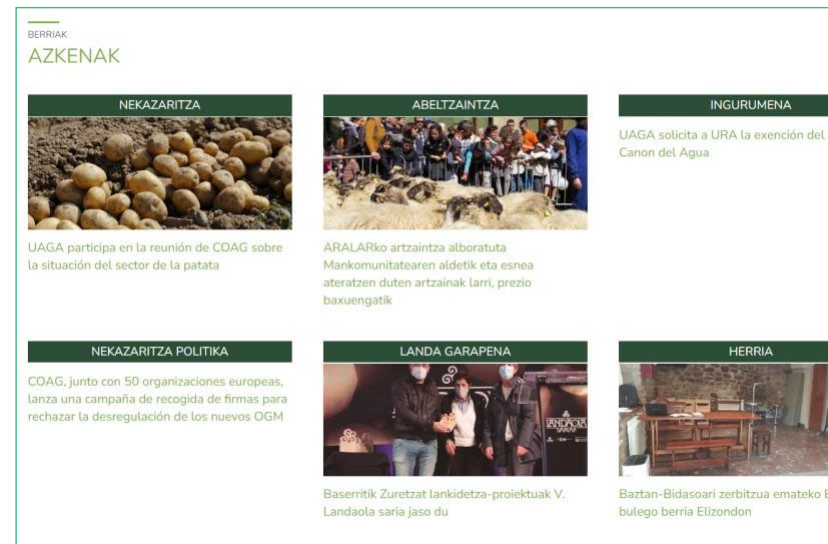 BERRIAK
AZKENAK
NEKAZARITZA
UAGA participa en la reunión de COAG sobre
la situación del sector de la patata
ABELTZAINTZA
ARALARko artzaintza alboratuta
Mankomunitatearen aldetik eta esnea
ateratzen duten artzainak larri, prezio
baxuengatik
INGURUMENA
UAGA solicita a URA la exención del
Canon del Agua
NEKAZARITZA POLITIKA
COAG, junto con 50 organizaciones europeas,
lanza una campaña de recogida de firmas para
rechazar la desregulación de los nuevos OGM
LANDA GARAPENA
LANDAOLA
SARIAK
Baserritik Zuretzat lankidetza-proiektuak V.
Landaola saria jaso du
HERRIA
Baztan-Bidasoari zerbitzua emateko
bulego berria Elizondon